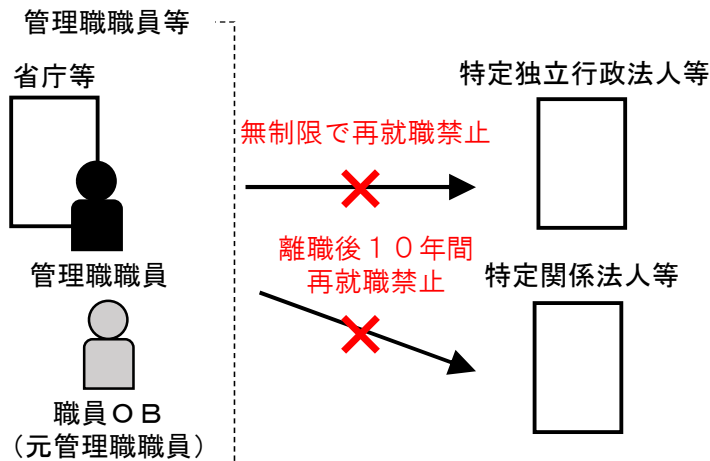 管理職職員等
省庁等
管理職職員
職員ＯＢ
（元管理職職員）
無制限で再就職禁止
離職後１０年間
再就職禁止
特定独立行政法人等
特定関係法人等